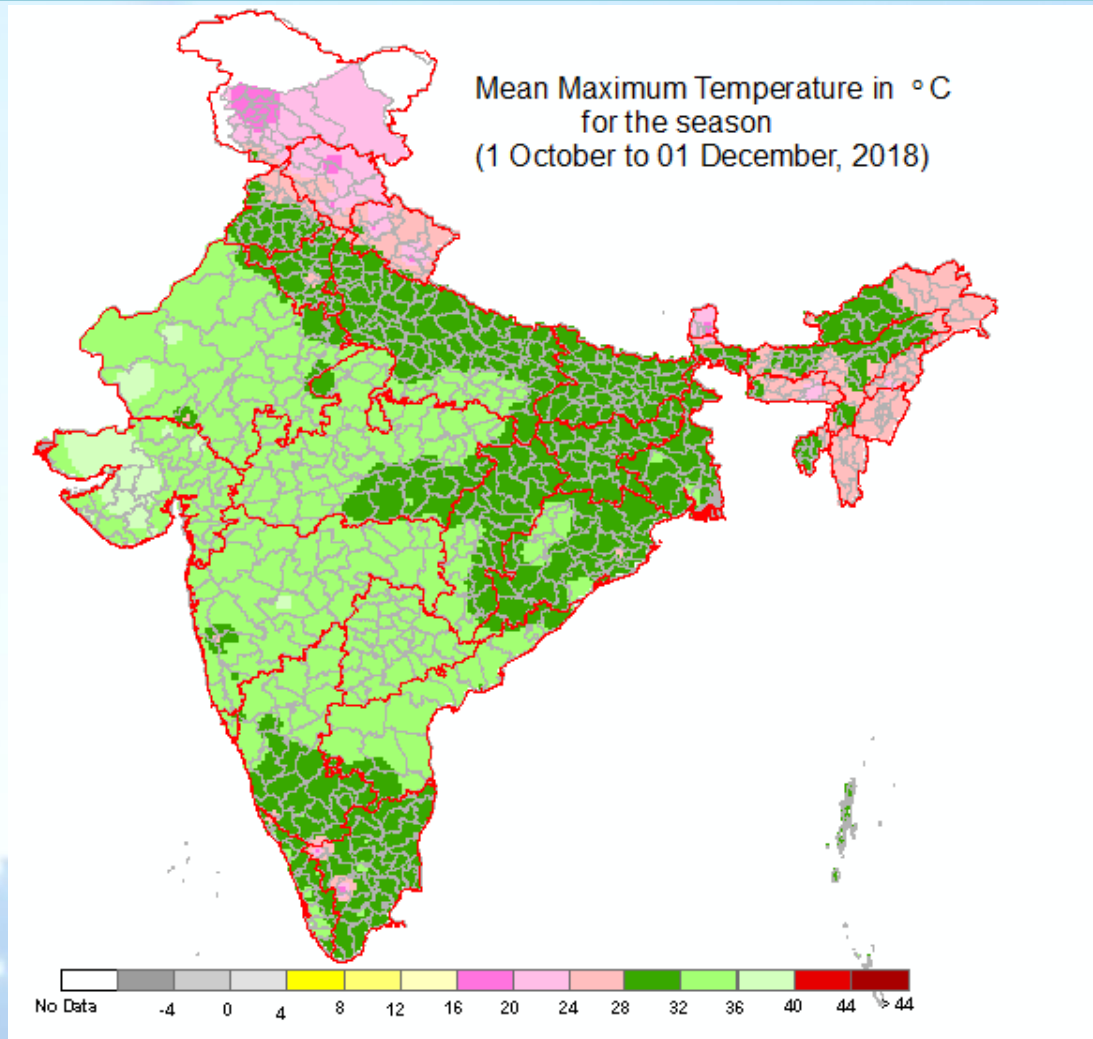 Mean Maximum Temperature in °C
for the season
(1 October to 01 December, 2018)
No Data -4 0 4 8 12 16 20 24 28 32 36 40 44 > 44